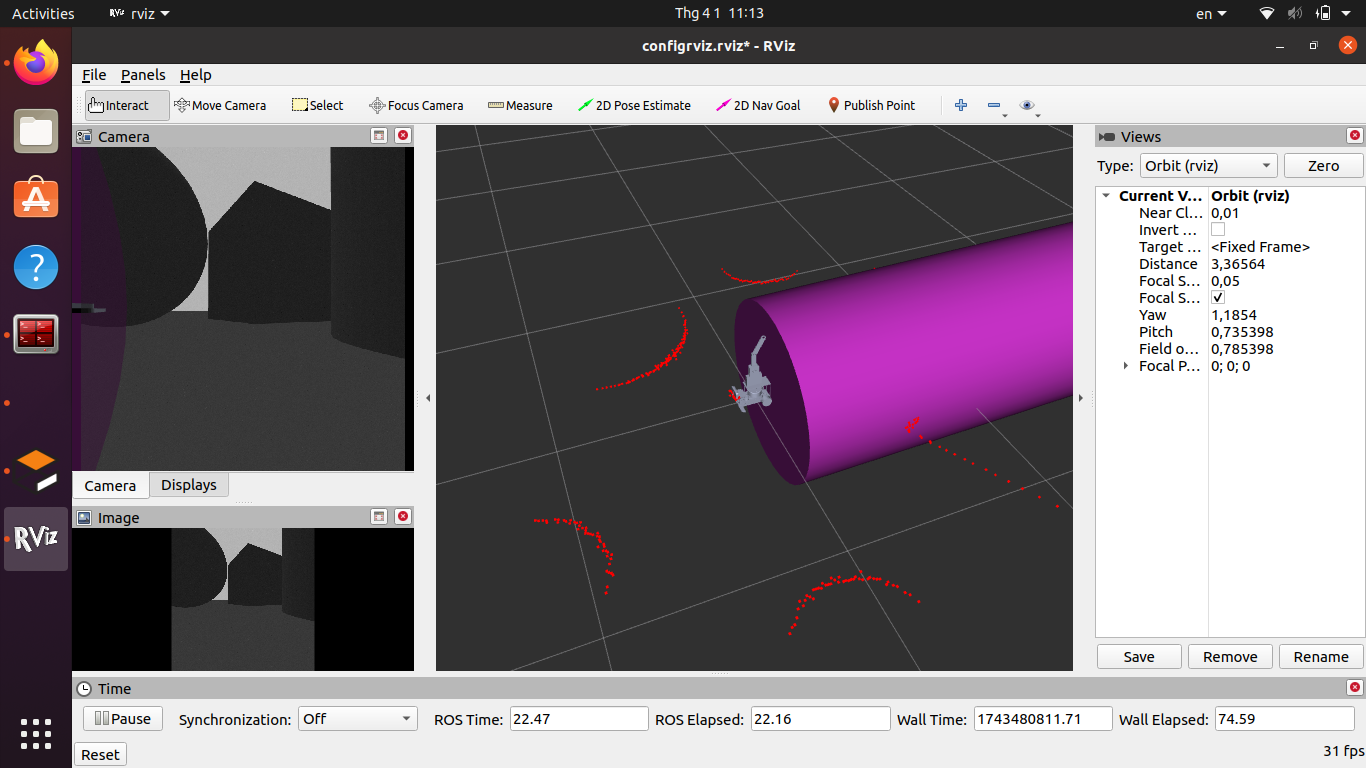 Activities RViz rviz Thg 4 1 11:13 en
configrviz.rviz* - RViz
File Panels Help
Interact Move Camera Select Focus Camera Measure 2D Pose Estimate 2D Nav Goal Publish Point
Camera
Camera Displays
Image
Views
Type: Orbit (rviz) Zero
Current V... Orbit (rviz)
Near Cl... 0,01
Invert ...
Target ... <Fixed Frame>
Distance 3,36564
Focal S... 0,05
Focal S...
Yaw 1,1854
Pitch 0,735398
Field o... 0,785398
Focal P... 0; 0; 0
Save Remove Rename
RViz
Time
Pause Synchronization: Off ROS Time: 22.47 ROS Elapsed: 22.16 Wall Time: 1743480811.71 Wall Elapsed: 74.59
Reset 31 fps